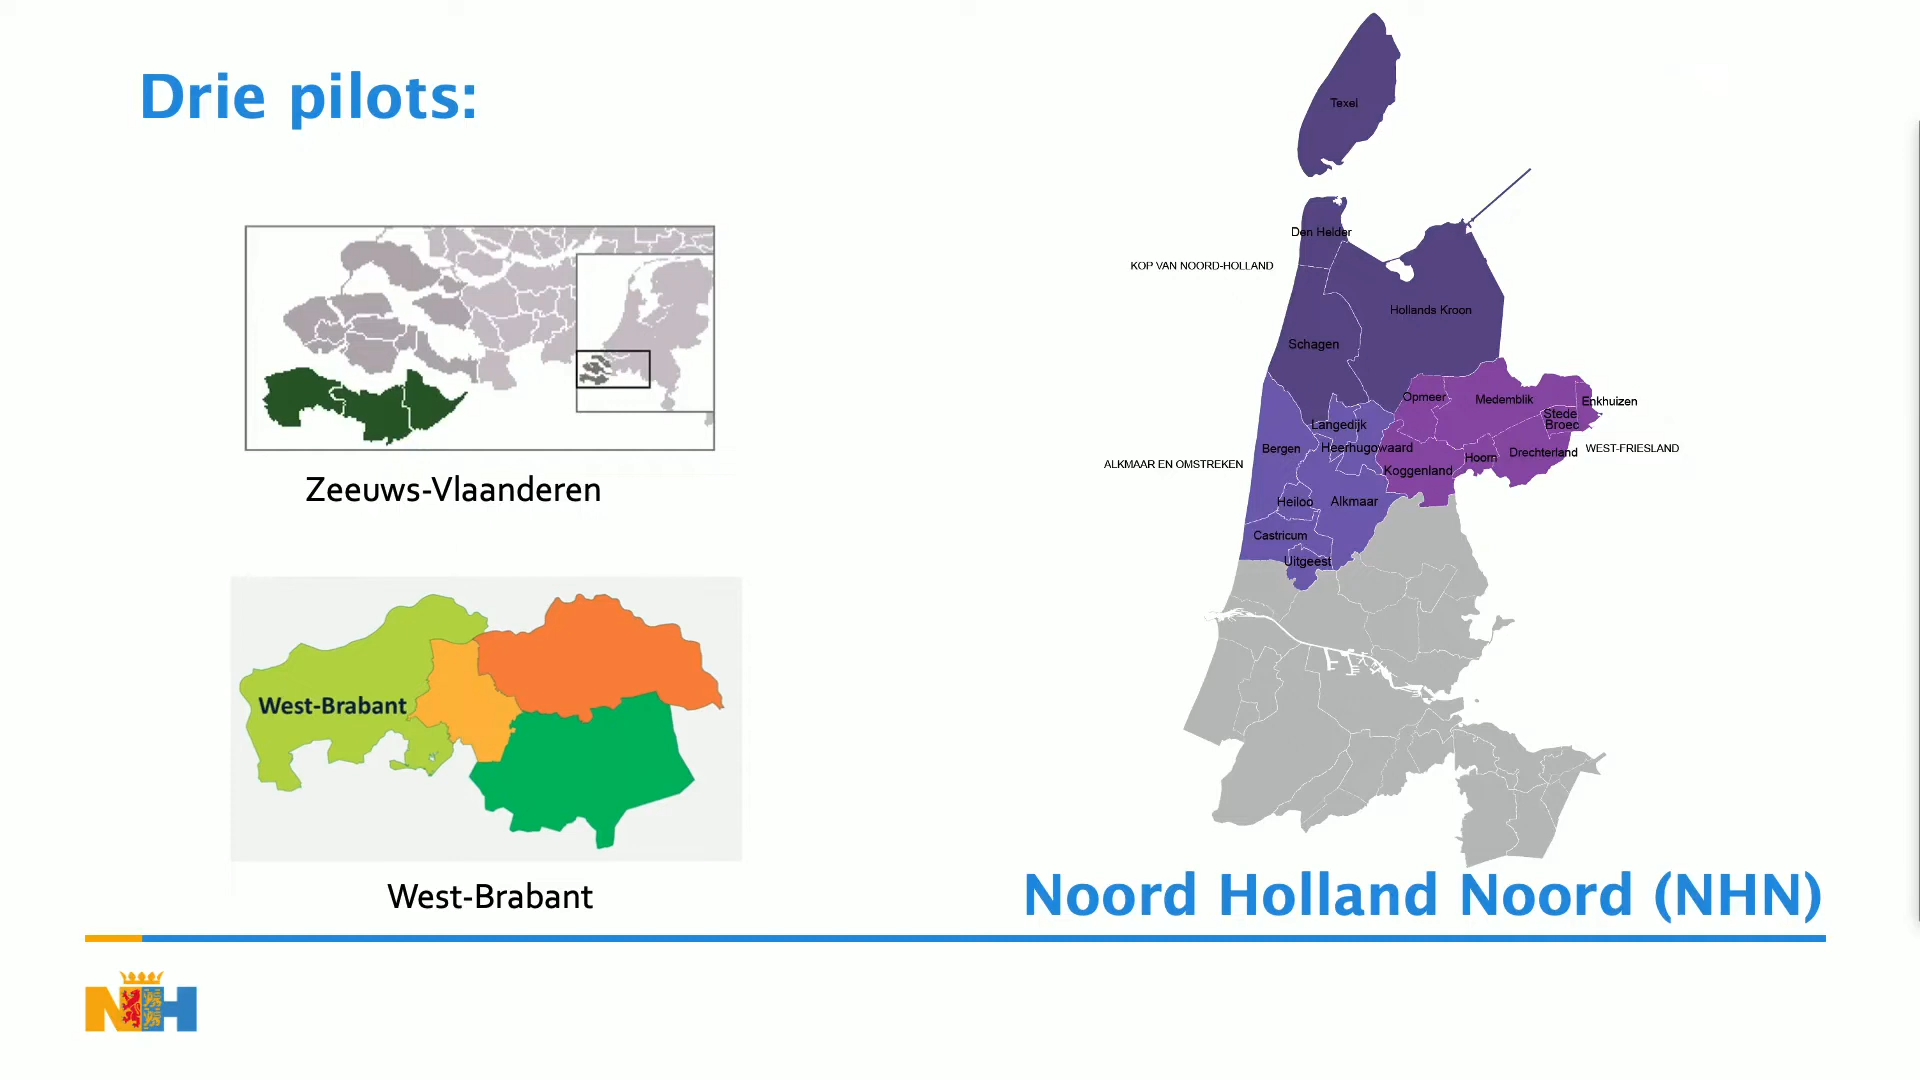 Drie pilots:
Zeeuws-Vlaanderen
West-Brabant
West-Brabant
Texel
Den Helder
KOP VAN NOORD-HOLLAND
Hollands Kroon
Schagen
Opmeer
Medemblik
Enkhuizen
Stede
Broec
Langedijk
Heerhugowaard
Bergen
Drechterland
WEST-FRIESLAND
Hoorn
ALKMAAR EN OMSTREKEN
Koggenland
Heiloo
Alkmaar
Castricum
Uitgeest
Noord Holland Noord (NHN)
NH